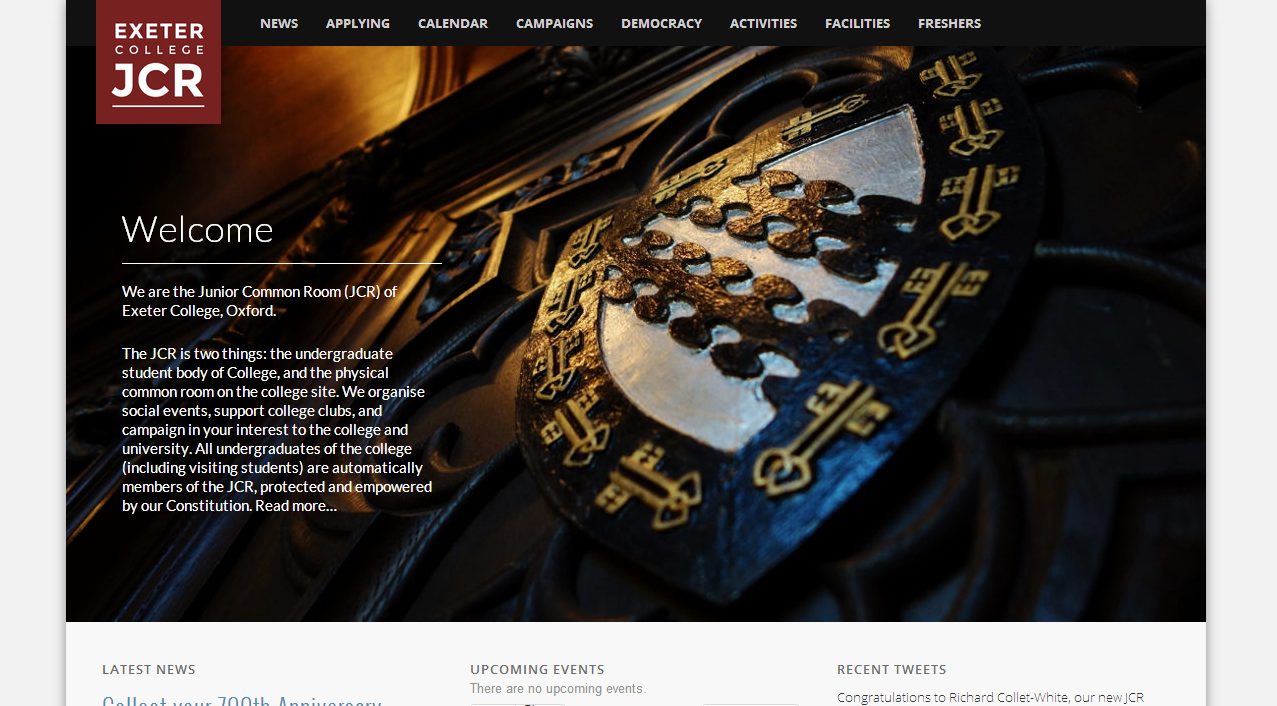 EXETER
COLLEGE
JCR
NEWS APPLYING CALENDAR CAMPAIGNS DEMOCRACY ACTIVITIES FACILITIES FRESHERS
Welcome
We are the Junior Common Room (JCR) of
Exeter College, Oxford.
The JCR is two things: the undergraduate
student body of College, and the physical
common room on the college site. We organise
social events, support college clubs, and
campaign in your interest to the college and
university. All undergraduates of the college
(including visiting students) are automatically
members of the JCR, protected and empowered
by our Constitution. Read more...
LATEST NEWS
Collect your 700th Anniversary
UPCOMING EVENTS
There are no upcoming events.
RECENT TWEETS
Congratulations to Richard Collet-White, our new JCR